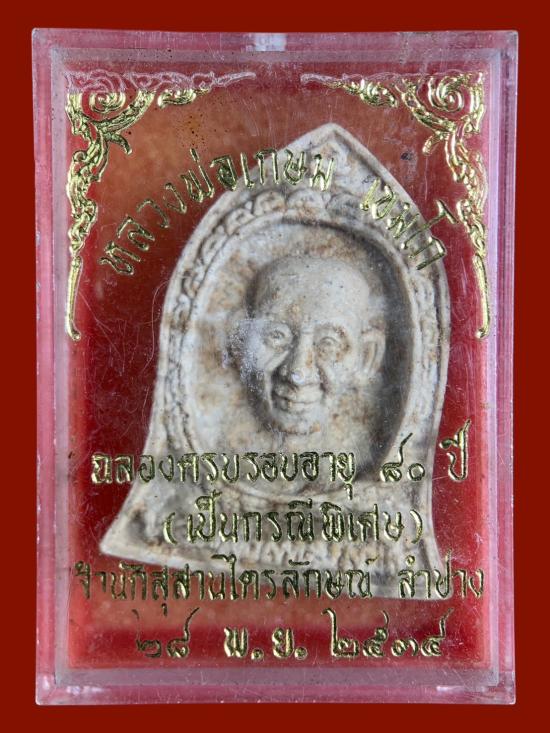 หลวงพ่อเกษม เขมโก
ฉลองครบรอบอายุ ๘๐ ปี
(เป็นกรณีพิเศษ)
สำนักสุสานไตรลักษณ์ ลำปาง
๒๘ พ.ย. ๒๕๓๔